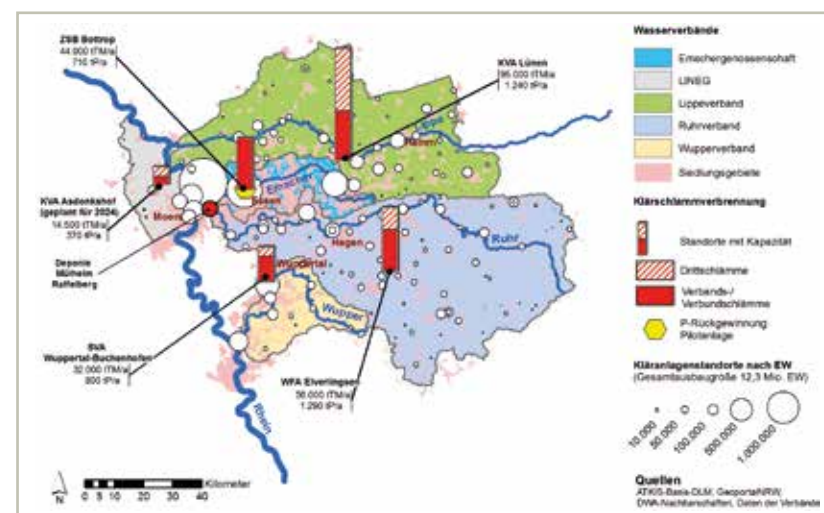 ZSB Bottrop
44.000 tTM/a
710 tP/a
KVA Lünen
95.000 tTM/a
1.240 tP/a
KVA Asdonkshof
(geplant für 2024)
14.500 tTM/a
370 tP/a
Deponie
Mülheim
Ruffelberg
SVA
Wuppertal-Buchenhofen
32.000 tTM/a
800 tP/a
WFA Elverlingsen
1.290 tP/a
Lippe
Hamm
Emscher
Essen
Moers
Hagen
Ruhr
Wuppertal
Wupper
Rhein
N
0 5 10 20 30 40
Kilometer
Wasserverbände
Emschergenossenschaft
LINEG
Lippeverband
Ruhrverband
Wupperverband
Siedlungsgebiete
Klärschlammverbrennung
Standorte mit Kapazität
Drittschlämme
Verbands-/
Verbundschlämme
P-Rückgewinnung
Pilotanlage
Kläranlagenstandorte nach EW
(Gesamtausbaugröße 12,3 Mio. EW)
10.000
50.000
100.000
500.000
1.000.000
Quellen
ATKIS-Basis-DLM, GeoportalNRW,
DWA-Nachbarschaften, Daten der Verbände